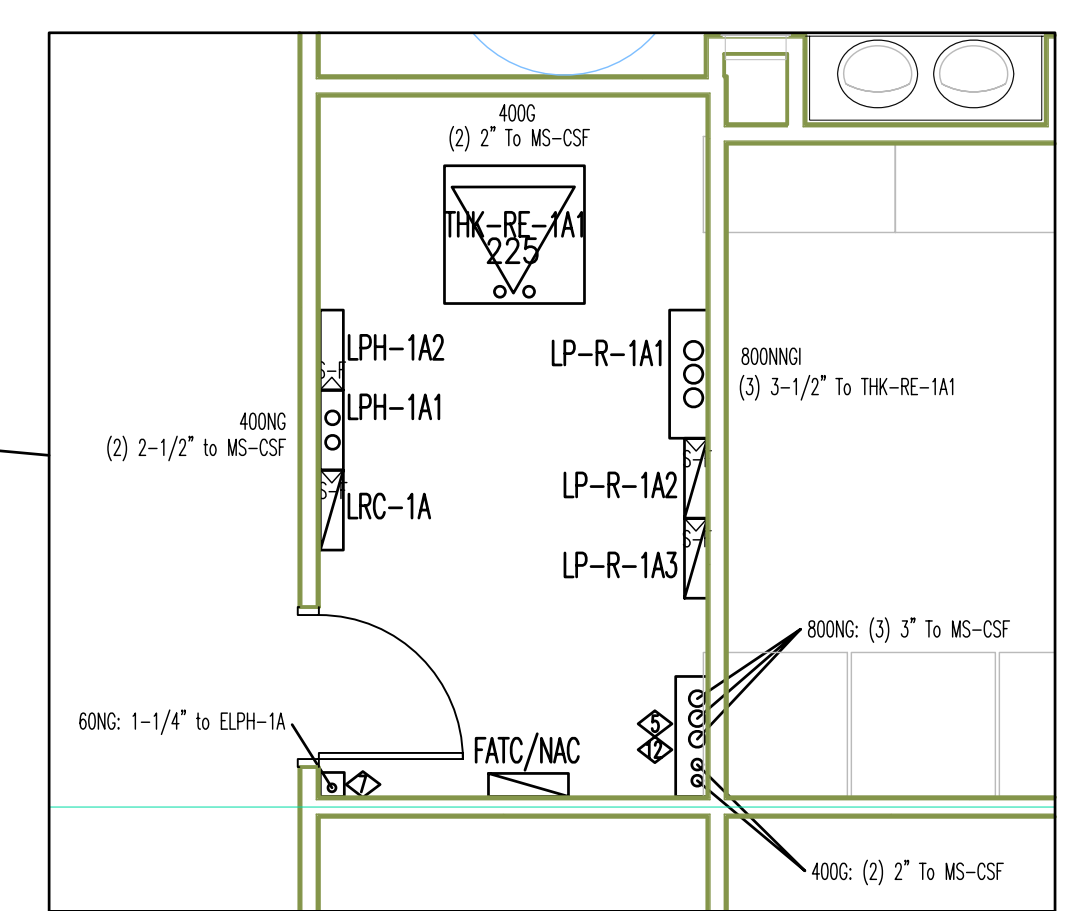 400G
(2) 2" To MS-CSF
THK-RE-1A1
225
LPH-1A2
LP-R-1A1
800NNGI
(3) 3-1/2" To THK-RE-1A1
S-F
LPH-1A1
400NG
(2) 2-1/2" to MS-CSF
S-F
LRC-1A
S-F
LP-R-1A2
S-F
LP-R-1A3
800NG: (3) 3" To MS-CSF
60NG: 1-1/4" to ELPH-1A
5
12
FATC/NAC
7
400G: (2) 2" To MS-CSF